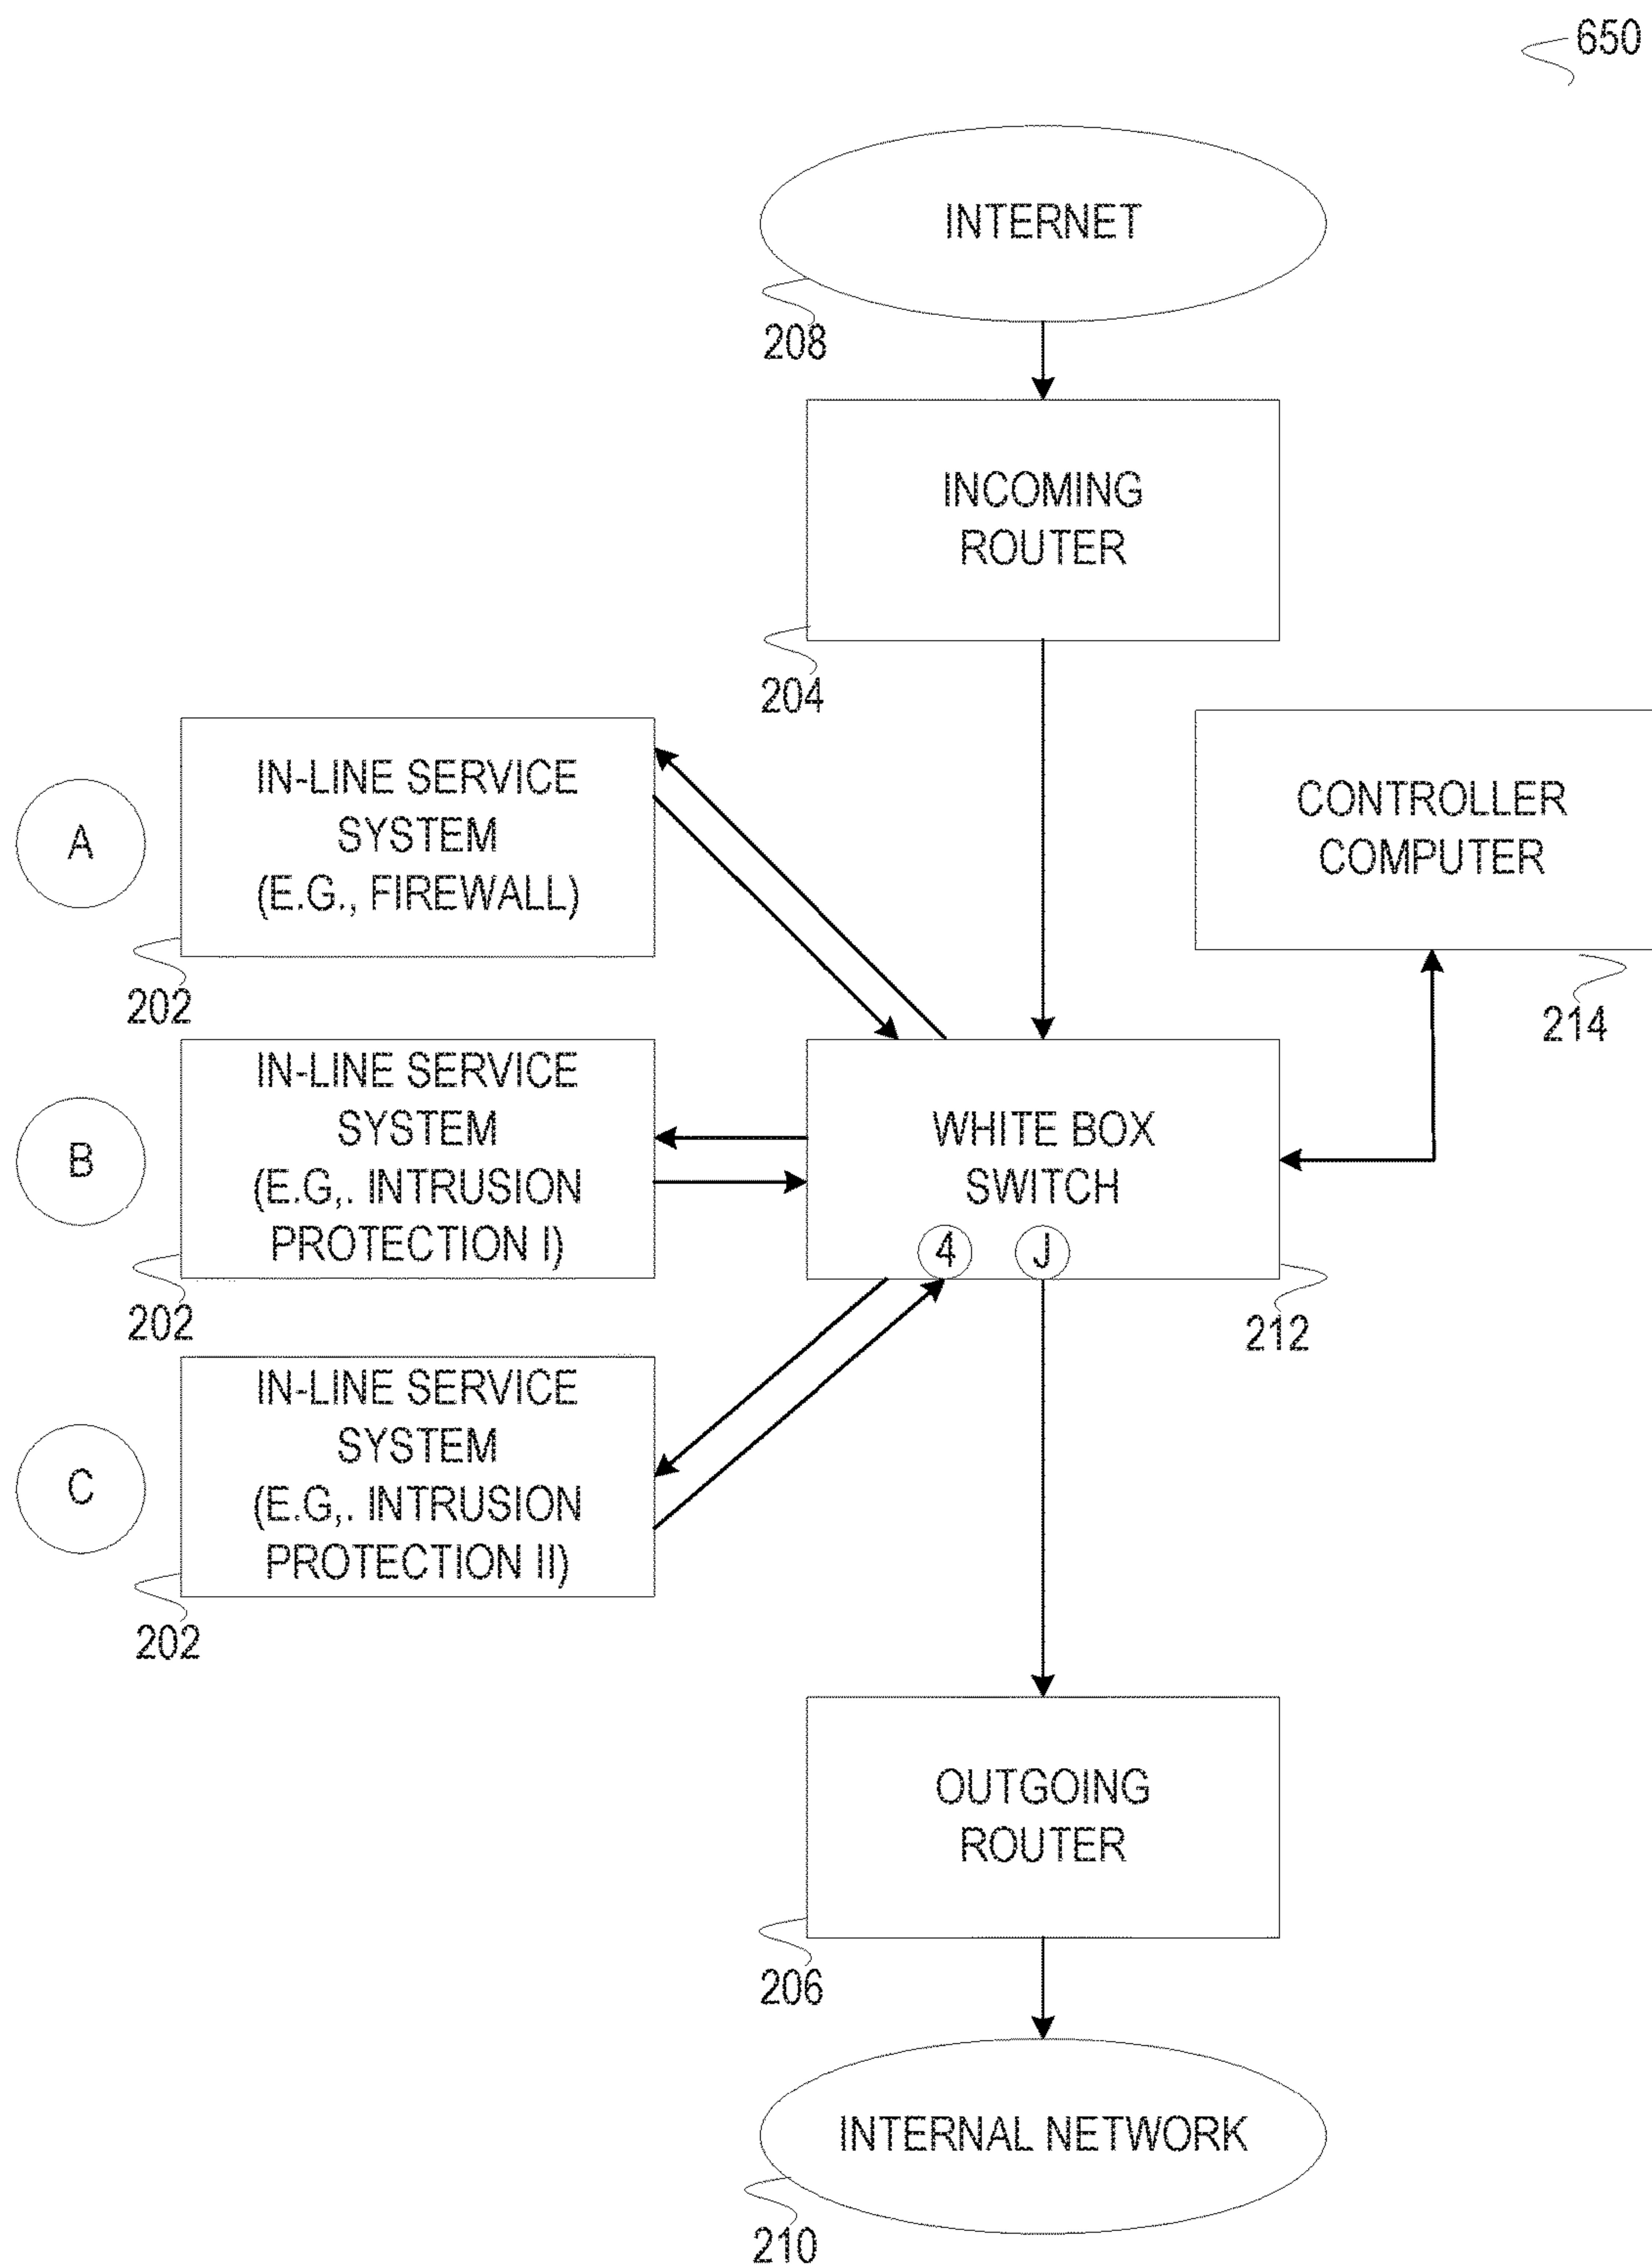 650
INTERNET
208
INCOMING
ROUTER
204
A
IN-LINE SERVICE
SYSTEM
(E.G., FIREWALL)
202
CONTROLLER
COMPUTER
214
B
IN-LINE SERVICE
SYSTEM
(E.G,. INTRUSION
PROTECTION I)
202
WHITE BOX
SWITCH
4
J
212
C
IN-LINE SERVICE
SYSTEM
(E.G,. INTRUSION
PROTECTION II)
202
OUTGOING
ROUTER
206
INTERNAL NETWORK
210